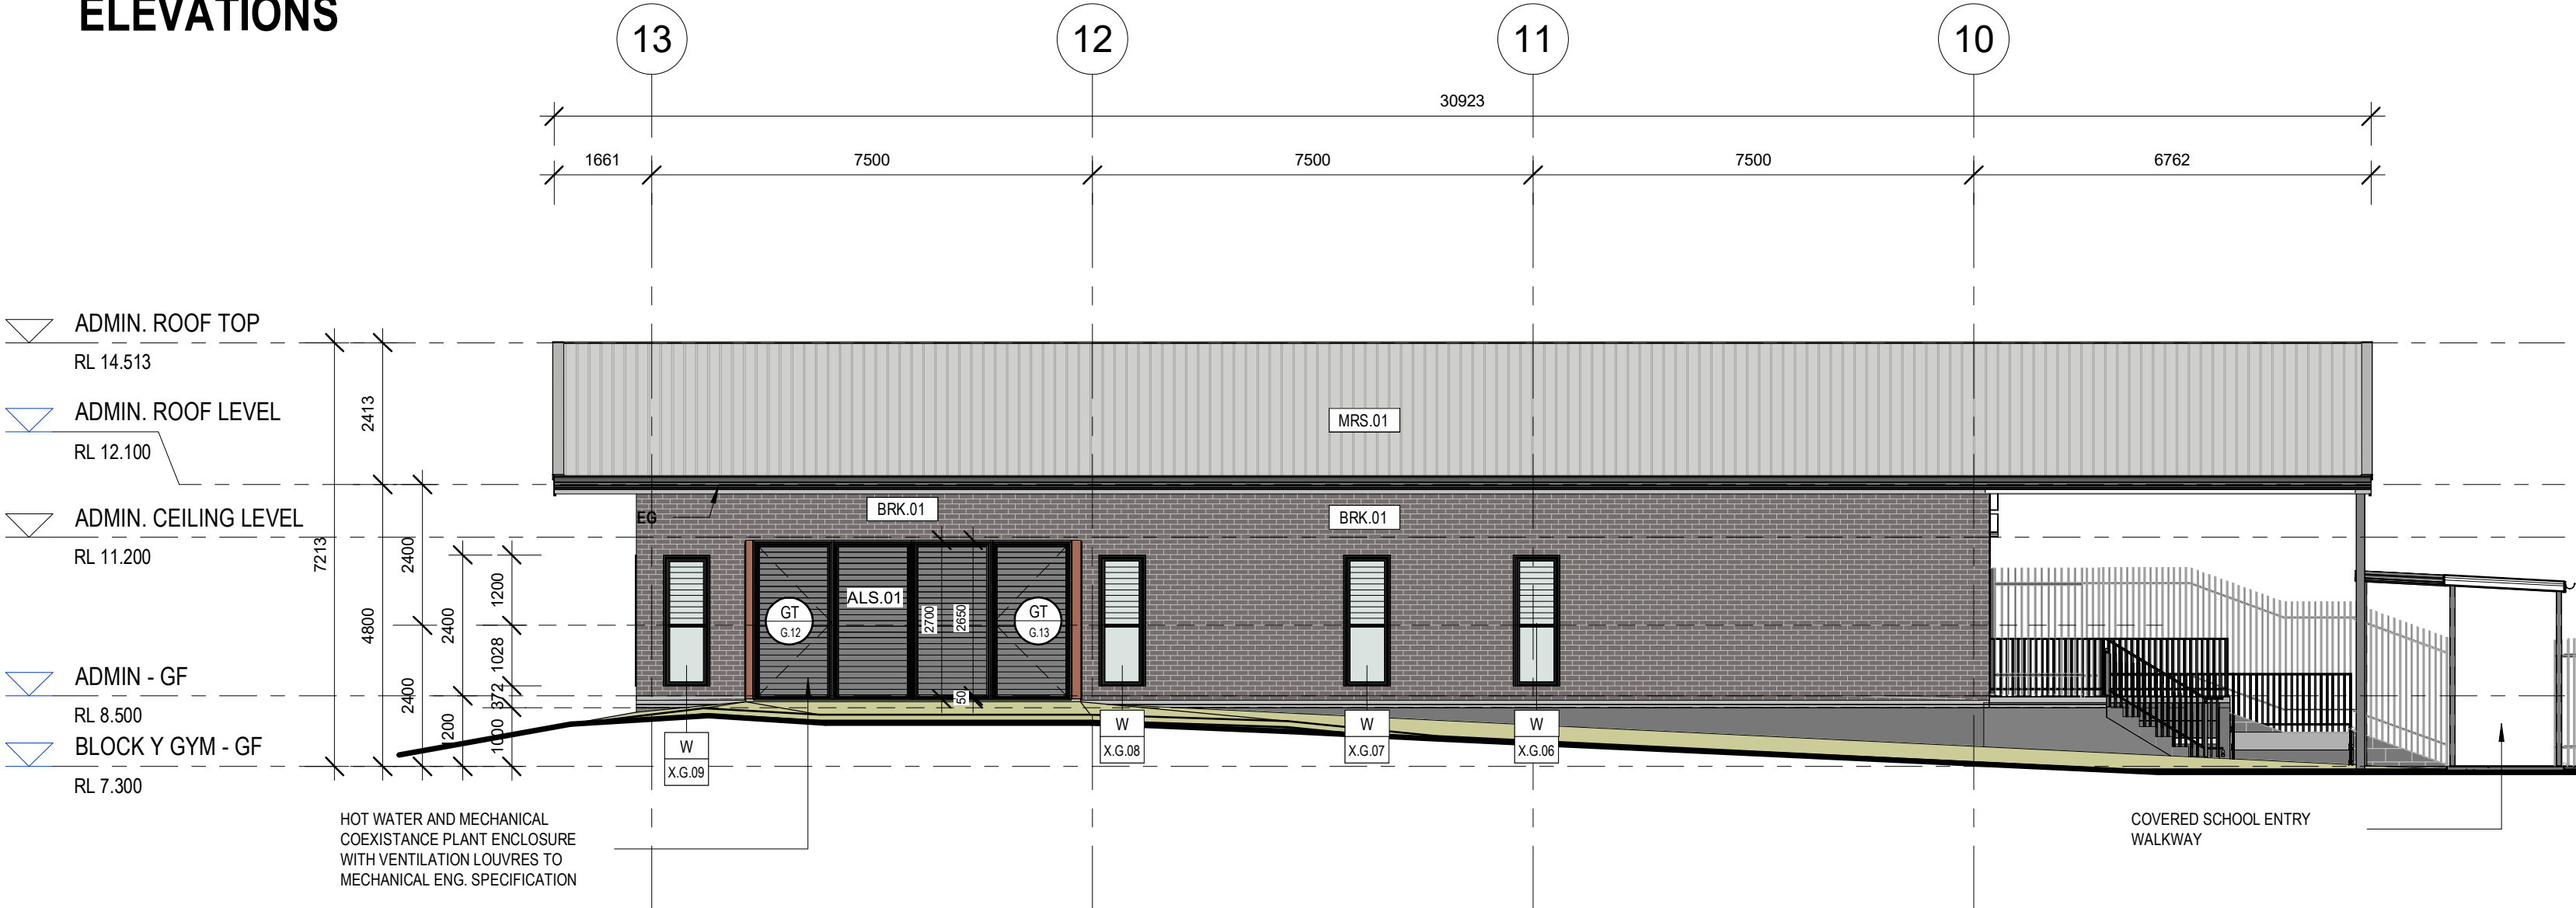 ELEVATIONS
13
12
11
10
30923
1661
7500
7500
7500
6762
ADMIN. ROOF TOP
RL 14.513
ADMIN. ROOF LEVEL
RL 12.100
ADMIN. CEILING LEVEL
RL 11.200
ADMIN - GF
RL 8.500
BLOCK Y GYM - GF
RL 7.300
7213
2413
4800
2400
2400
2400
1200
1200
1028
372
1000
MRS.01
EG
BRK.01
BRK.01
GT
G.12
ALS.01
2700
2650
50
GT
G.13
W
X.G.09
W
X.G.08
W
X.G.07
W
X.G.06
HOT WATER AND MECHANICAL
COEXISTANCE PLANT ENCLOSURE
WITH VENTILATION LOUVRES TO
MECHANICAL ENG. SPECIFICATION
COVERED SCHOOL ENTRY
WALKWAY